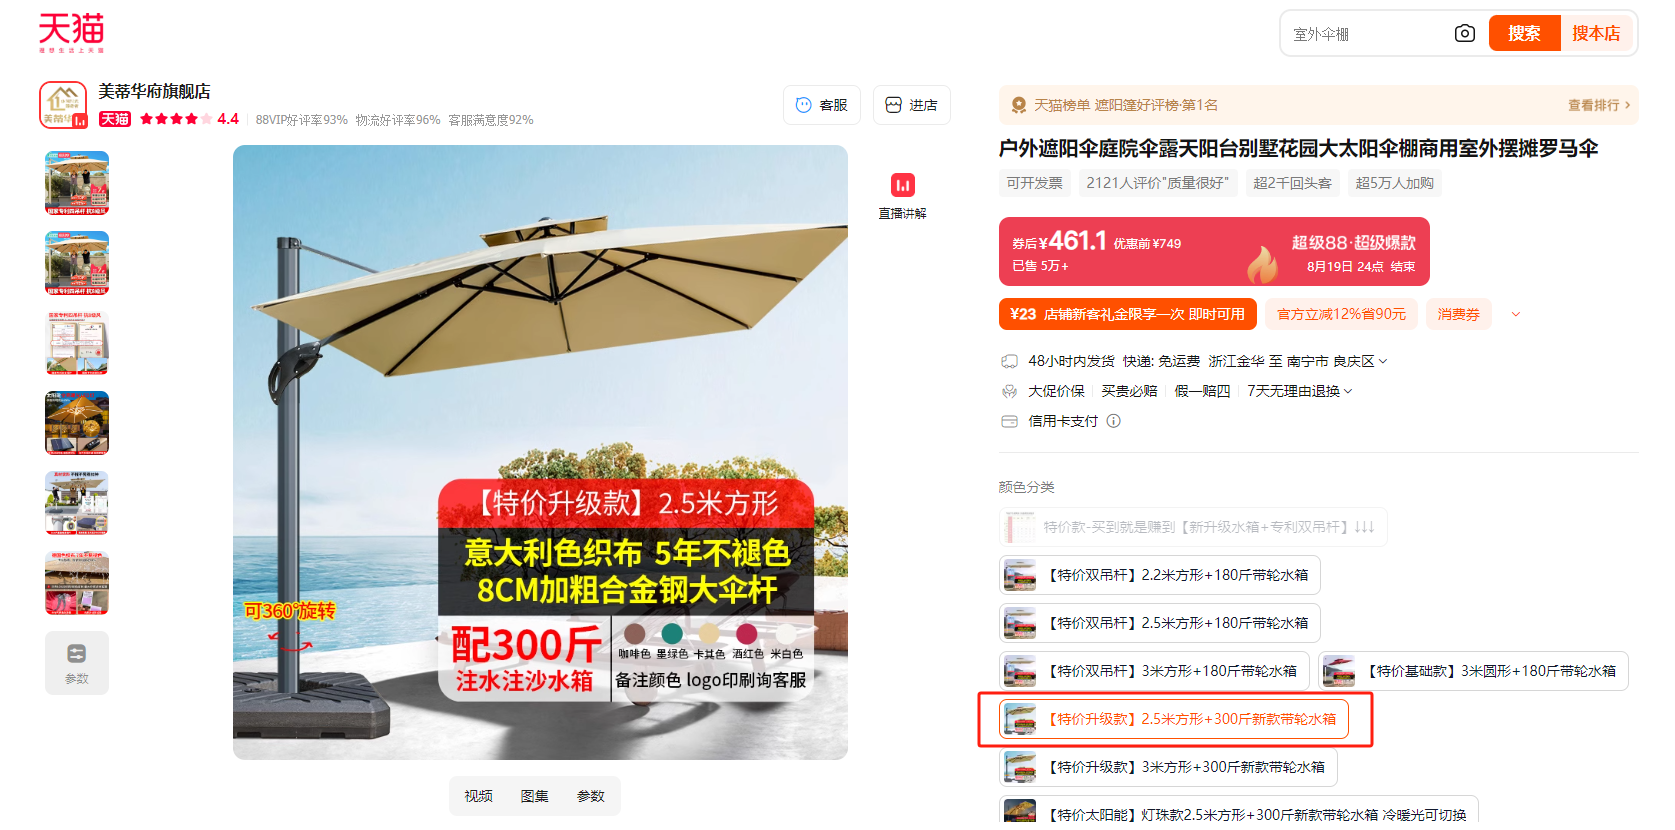 天猫
理想生活上天猫
室外伞棚
搜索
搜本店
美蒂华府旗舰店
天猫 4.4 88VIP好评率93% 物流好评率96% 客服满意度92%
客服
进店
参数
可360°旋转
【特价升级款】2.5米方形
意大利色织布 5年不褪色
8CM加粗合金钢大伞杆
配300斤
注水注沙水箱
咖啡色 墨绿色 卡其色 酒红色 米白色
备注颜色 logo印刷询客服
视频 图集 参数
直播讲解
天猫榜单 遮阳篷好评榜·第1名
查看排行
户外遮阳伞庭院伞露天阳台别墅花园大太阳伞棚商用室外摆摊罗马伞
可开发票 2121人评价"质量很好" 超2千回头客 超5万人加购
券后¥461.1 优惠前 ¥749
已售 5万+
超级88·超级爆款
8月19日 24点 结束
¥23 店铺新客礼金限享一次 即时可用
官方立减12%省90元
消费券
48小时内发货 快递: 免运费 浙江金华 至 南宁市 良庆区
大促价保 买贵必赔 假一赔四 7天无理由退换
信用卡支付
颜色分类
特价款-买到就是赚到【新升级水箱+专利双吊杆】↓↓↓
【特价双吊杆】2.2米方形+180斤带轮水箱
【特价双吊杆】2.5米方形+180斤带轮水箱
【特价双吊杆】3米方形+180斤带轮水箱
【特价基础款】3米圆形+180斤带轮水箱
【特价升级款】2.5米方形+300斤新款带轮水箱
【特价升级款】3米方形+300斤新款带轮水箱
【特价太阳能】灯珠款2.5米方形+300斤新款带轮水箱 冷暖光可切换